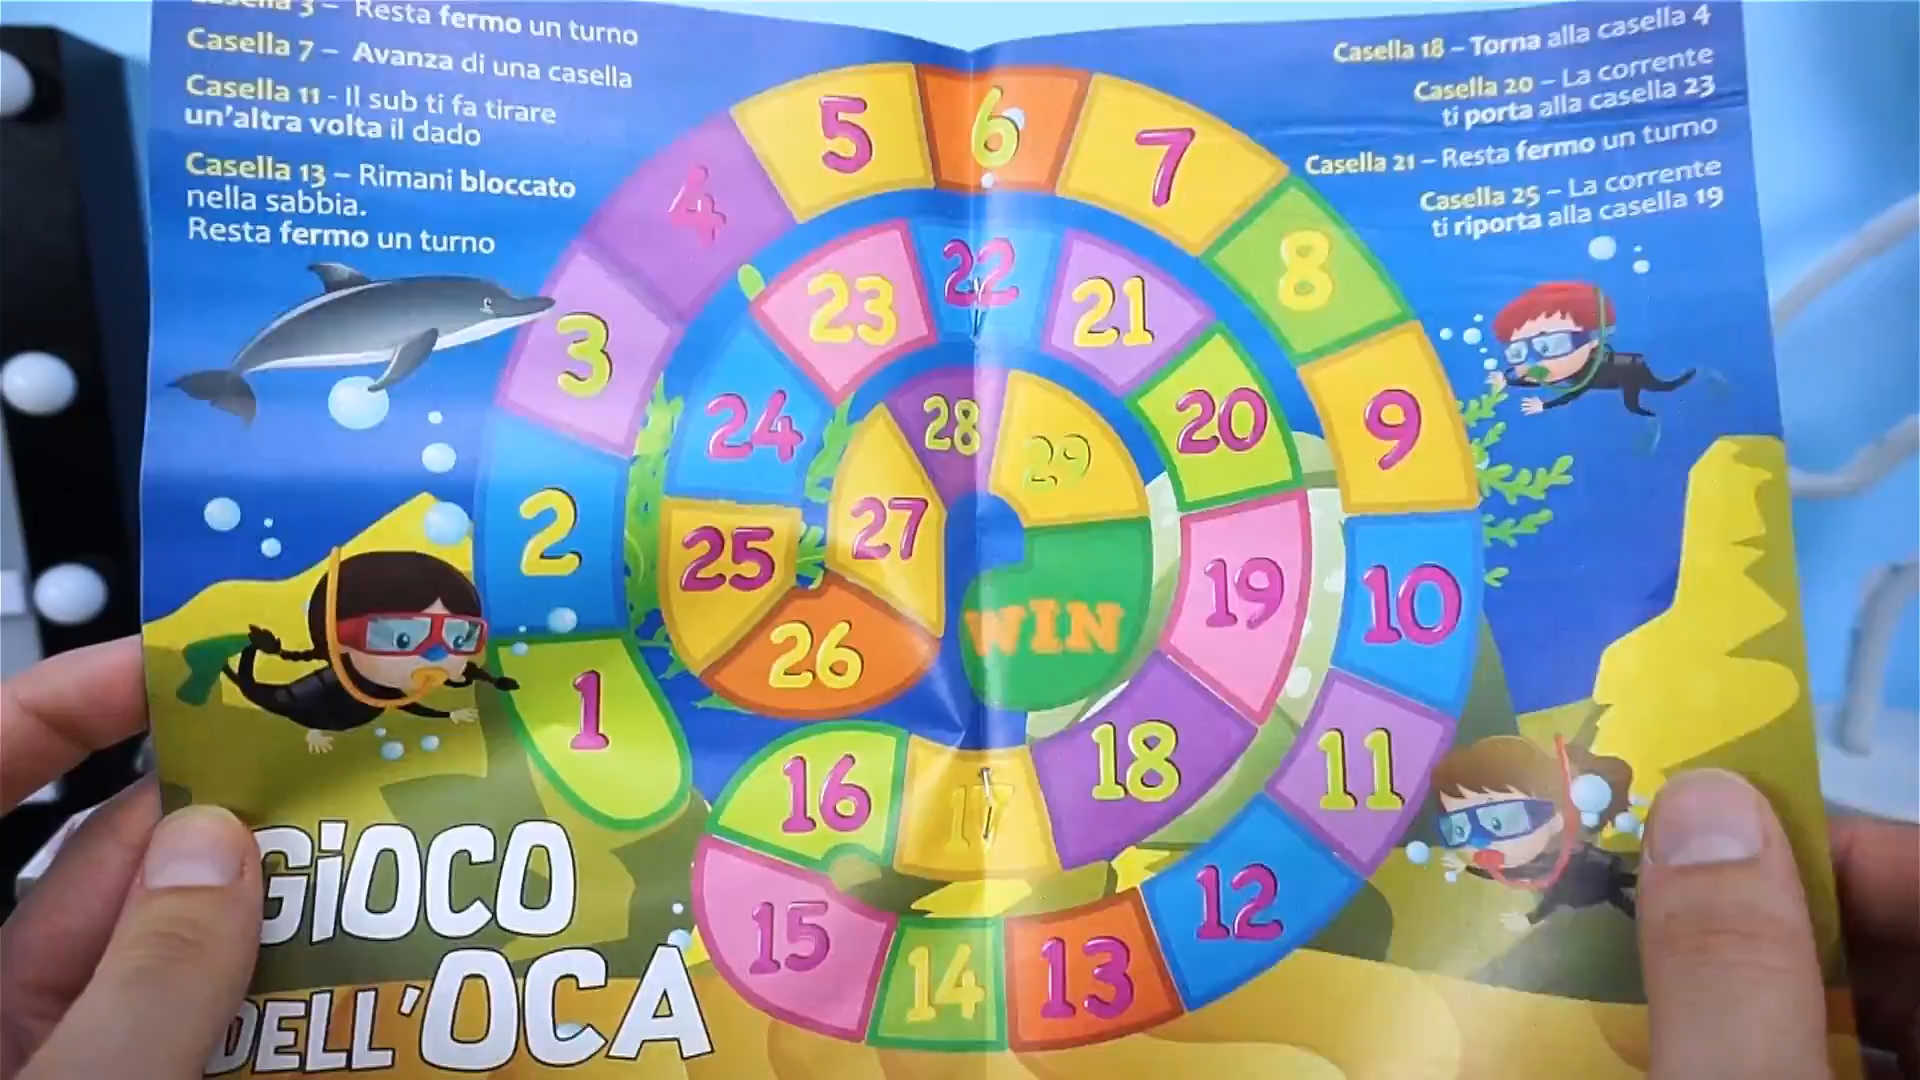 Casella 3 – Resta fermo un turno
Casella 7 – Avanza di una casella
Casella 11 - Il sub ti fa tirare
un'altra volta il dado
Casella 13 – Rimani bloccato
nella sabbia.
Resta fermo un turno
Casella 18 – Torna alla casella 4
Casella 20 – La corrente
ti porta alla casella 23
Casella 21 – Resta fermo un turno
Casella 25 – La corrente
ti riporta alla casella 19
1
2
3
4
5
6
7
8
9
10
11
12
13
14
15
16
17
18
19
20
21
22
23
24
25
26
27
28
29
WIN
GiOCO
DELL'OCA